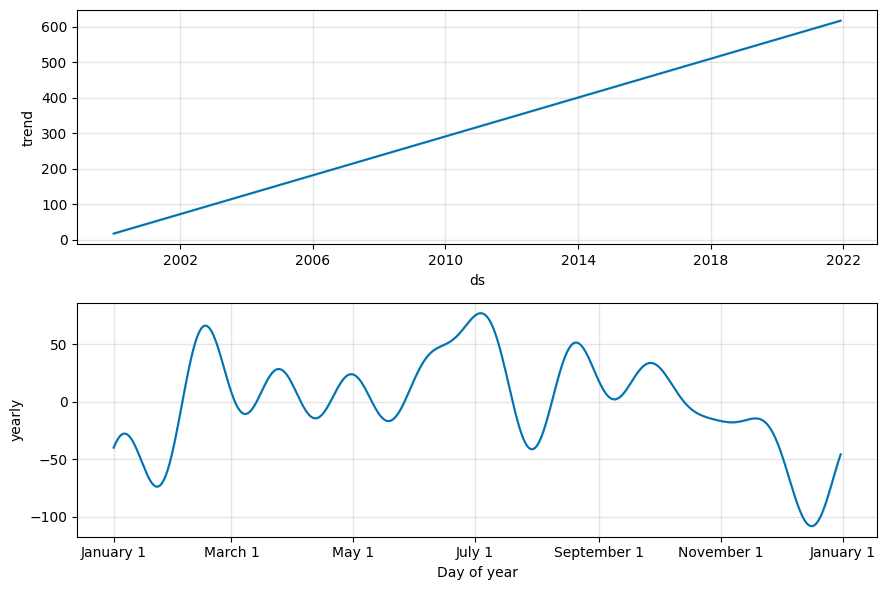 600
500
400
300
200
100
0
trend
2002 2006 2010 2014 2018 2022
ds
50
0
−50
−100
yearly
January 1 March 1 May 1 July 1 September 1 November 1 January 1
Day of year